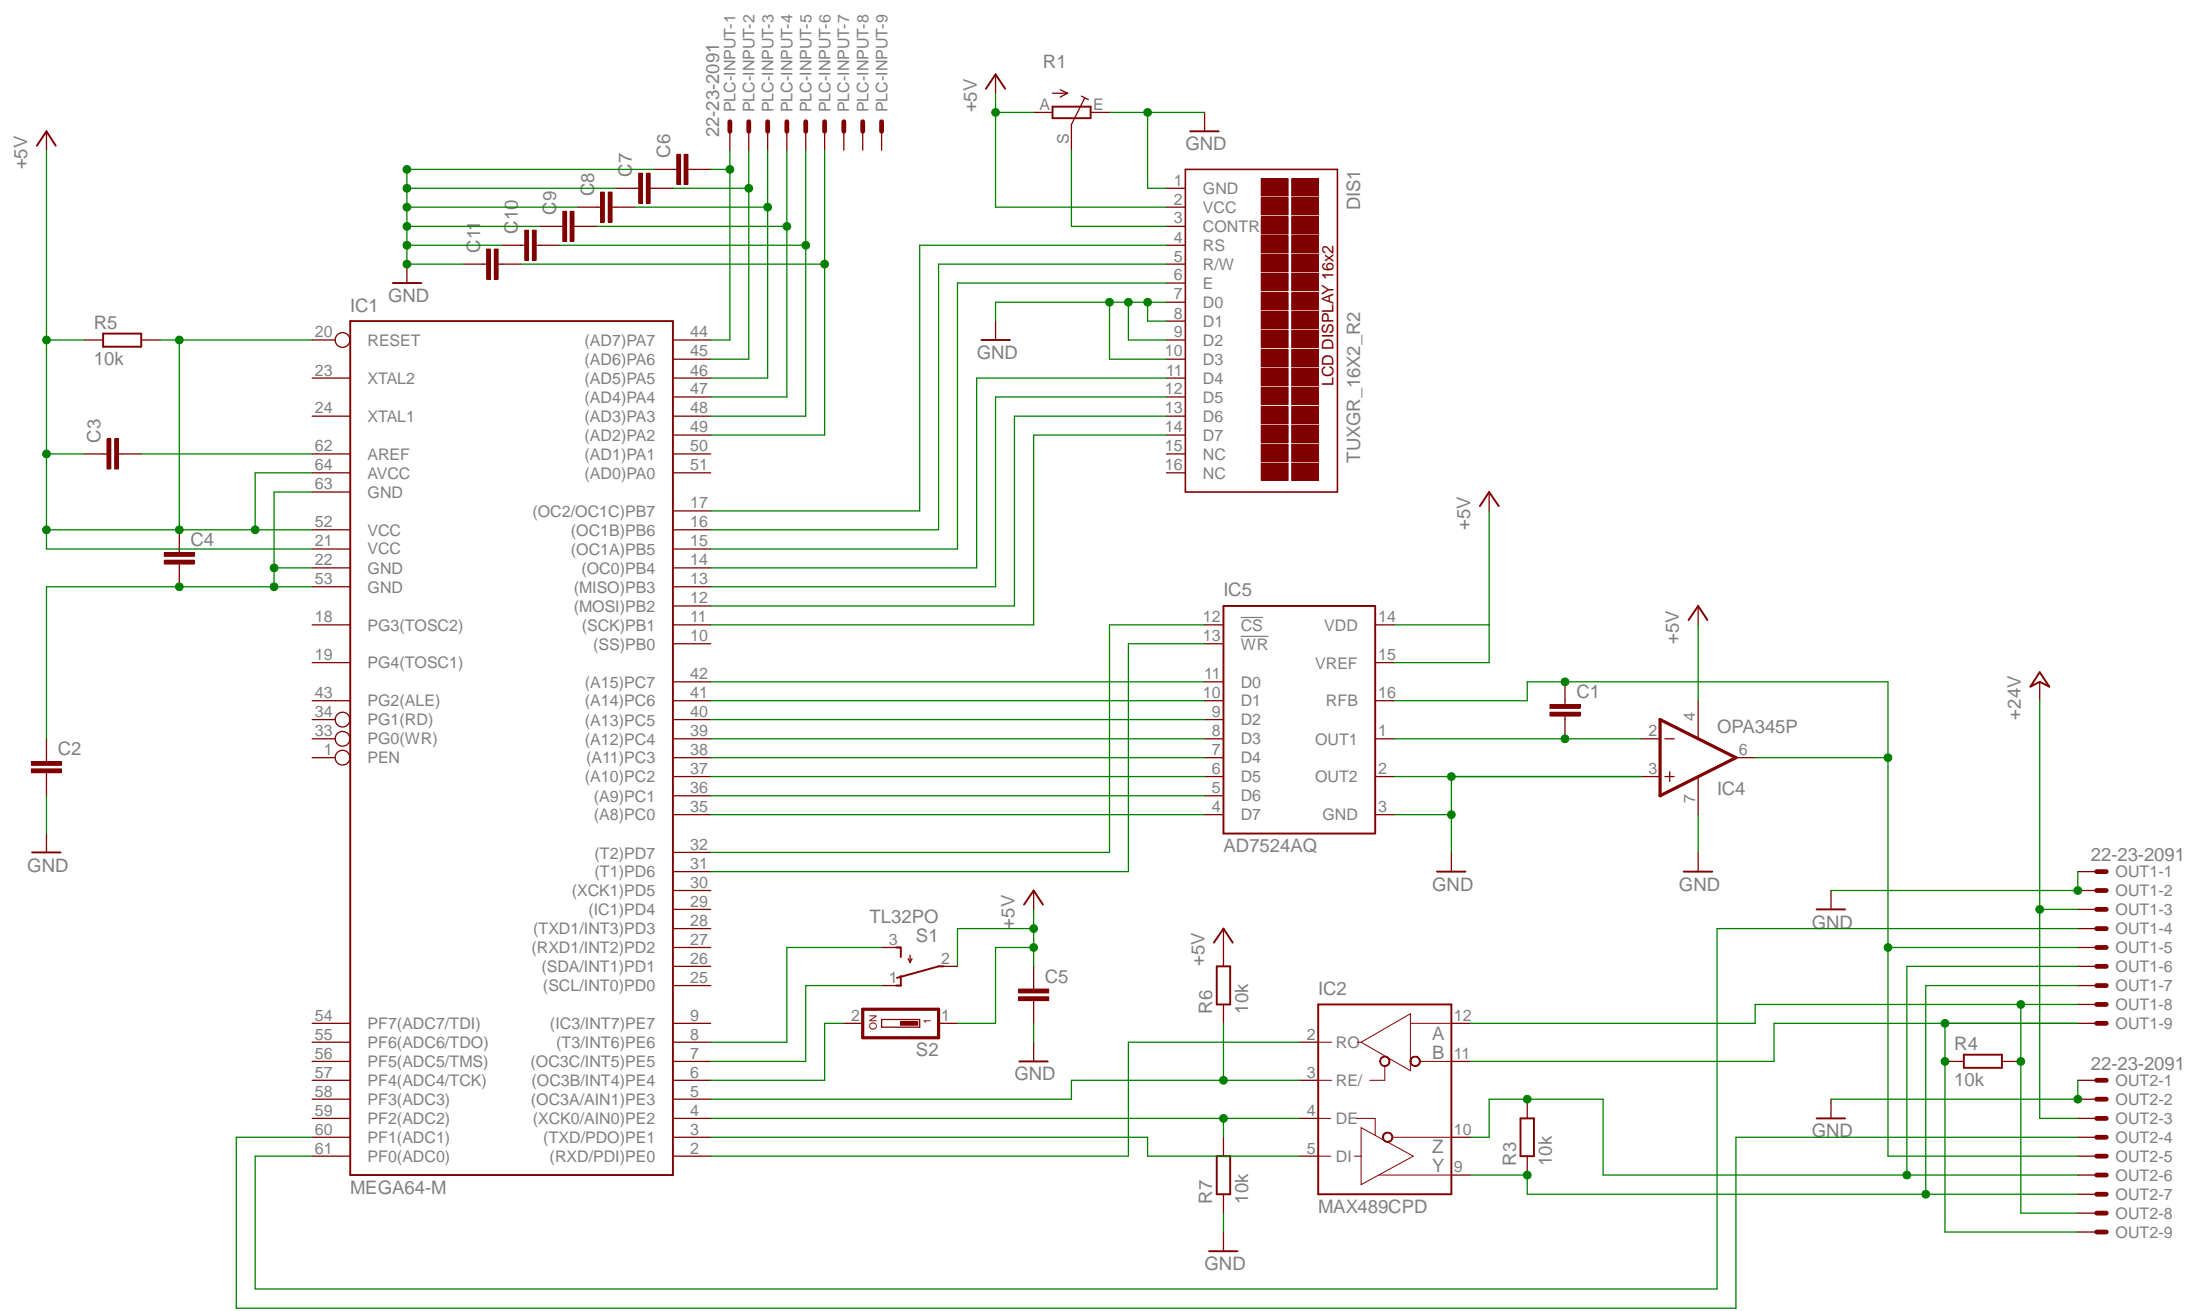 22-23-2091
PLC-INPUT-1
PLC-INPUT-2
PLC-INPUT-3
PLC-INPUT-4
PLC-INPUT-5
PLC-INPUT-6
PLC-INPUT-7
PLC-INPUT-8
PLC-INPUT-9
+5V
C6
C7
C8
C9
C10
C11
GND
R1
+5V
A
E
S
GND
DIS1
LCD DISPLAY 16x2
TUXGR_16X2_R2
1 GND
2 VCC
3 CONTR
4 RS
5 R/W
6 E
7 D0
8 D1
9 D2
10 D3
11 D4
12 D5
13 D6
14 D7
15 NC
16 NC
GND
IC1
R5
10k
C3
C4
C2
GND
20 RESET
23 XTAL2
24 XTAL1
62 AREF
64 AVCC
63 GND
52 VCC
21 VCC
22 GND
53 GND
18 PG3(TOSC2)
19 PG4(TOSC1)
43 PG2(ALE)
34 PG1(RD)
33 PG0(WR)
1 PEN
54 PF7(ADC7/TDI)
55 PF6(ADC6/TDO)
56 PF5(ADC5/TMS)
57 PF4(ADC4/TCK)
58 PF3(ADC3)
59 PF2(ADC2)
60 PF1(ADC1)
61 PF0(ADC0)
(AD7)PA7 44
(AD6)PA6 45
(AD5)PA5 46
(AD4)PA4 47
(AD3)PA3 48
(AD2)PA2 49
(AD1)PA1 50
(AD0)PA0 51
(OC2/OC1C)PB7 17
(OC1B)PB6 16
(OC1A)PB5 15
(OC0)PB4 14
(MISO)PB3 13
(MOSI)PB2 12
(SCK)PB1 11
(SS)PB0 10
(A15)PC7 42
(A14)PC6 41
(A13)PC5 40
(A12)PC4 39
(A11)PC3 38
(A10)PC2 37
(A9)PC1 36
(A8)PC0 35
(T2)PD7 32
(T1)PD6 31
(XCK1)PD5 30
(IC1)PD4 29
(TXD1/INT3)PD3 28
(RXD1/INT2)PD2 27
(SDA/INT1)PD1 26
(SCL/INT0)PD0 25
(IC3/INT7)PE7 9
(T3/INT6)PE6 8
(OC3C/INT5)PE5 7
(OC3B/INT4)PE4 6
(OC3A/AIN1)PE3 5
(XCK0/AIN0)PE2 4
(TXD/PDO)PE1 3
(RXD/PDI)PE0 2
MEGA64-M
IC5
12 CS
13 WR
11 D0
10 D1
9 D2
8 D3
7 D4
6 D5
5 D6
4 D7
VDD 14
VREF 15
RFB 16
OUT1 1
OUT2 2
GND 3
AD7524AQ
+5V
GND
C1
+5V
OPA345P
2
3
4
6
7
IC4
GND
+24V
TL32PO
S1
3
2
1
+5V
C5
GND
2
ON
1
1
S2
+5V
R6
10k
IC2
2 RO
3 RE/
4 DE
5 DI
A 12
B 11
Z 10
Y 9
MAX489CPD
R7
10k
GND
R3
10k
R4
10k
22-23-2091
OUT1-1
OUT1-2
OUT1-3
OUT1-4
OUT1-5
OUT1-6
OUT1-7
OUT1-8
OUT1-9
GND
22-23-2091
OUT2-1
OUT2-2
OUT2-3
OUT2-4
OUT2-5
OUT2-6
OUT2-7
OUT2-8
OUT2-9
GND